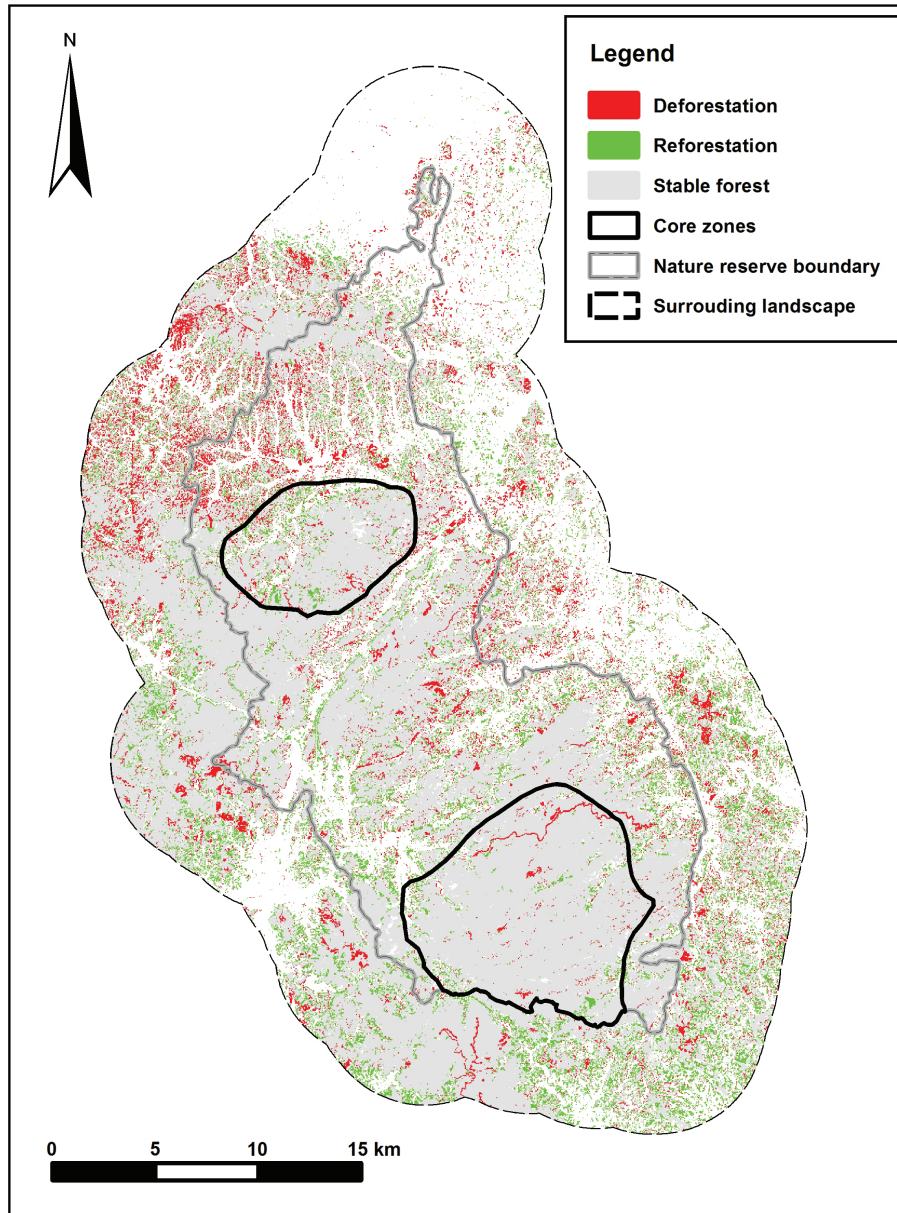 N
Legend
Deforestation
Reforestation
Stable forest
Core zones
Nature reserve boundary
Surrouding landscape
0 5 10 15 km